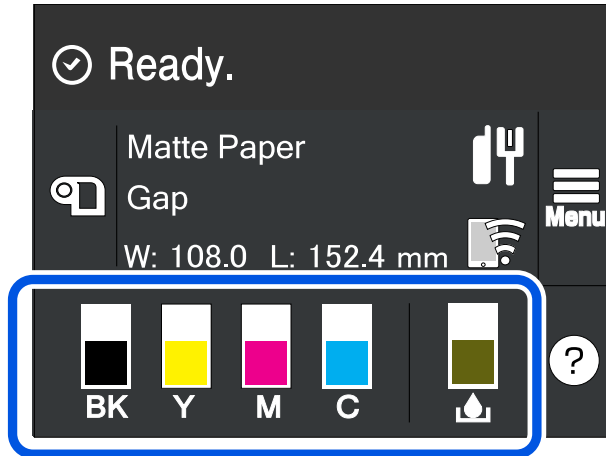 Ready.
Matte Paper
Gap
W: 108.0 L: 152.4 mm
Menu
BK Y M C
?